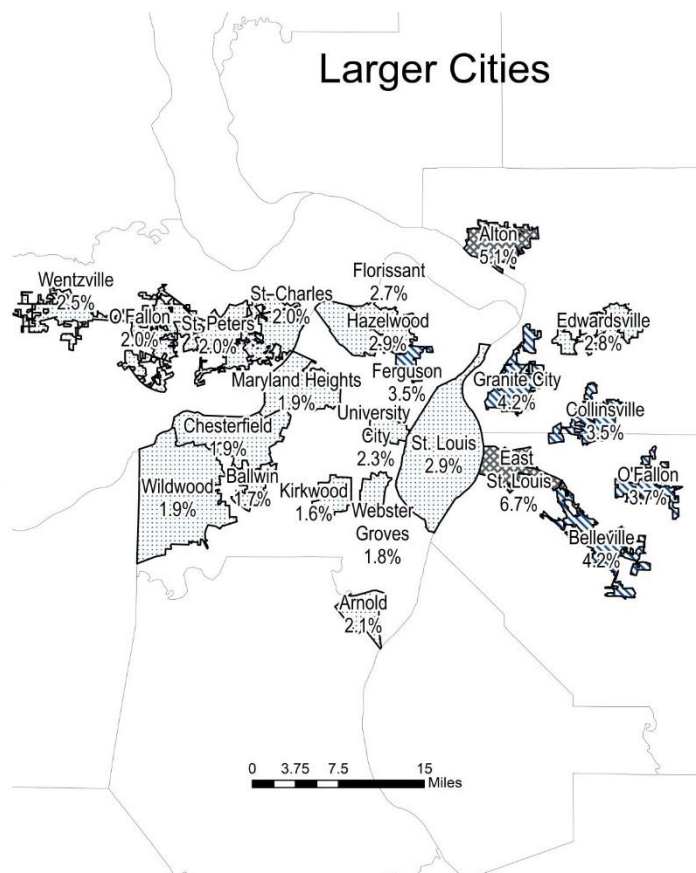 Larger Cities
Alton
5.1%
Florissant
2.7%
Wentzville
2.5%
O'Fallon
2.0%
St. Peters
2.0%
St. Charles
2.0%
Hazelwood
2.9%
Ferguson
3.5%
Edwardsville
2.8%
Granite City
4.2%
Collinsville
3.5%
Maryland Heights
1.9%
University
City
2.3%
Chesterfield
1.9%
St. Louis
2.9%
East
St. Louis
6.7%
O'Fallon
3.7%
Wildwood
1.9%
Ballwin
1.7%
Kirkwood
1.6%
Webster
Groves
1.8%
Belleville
4.2%
Arnold
2.1%
0 3.75 7.5 15
Miles